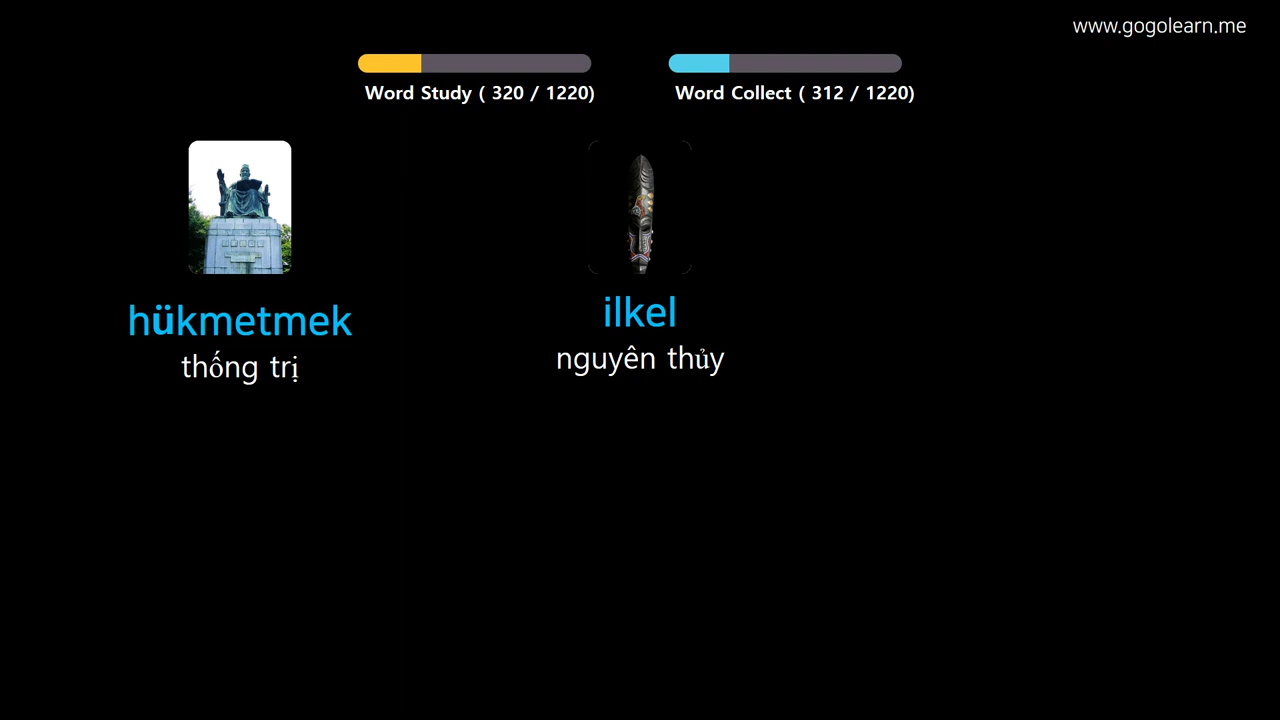 www.gogolearn.me
Word Study ( 320 / 1220)
Word Collect ( 312 / 1220)
hükmetmek
thống trị
ilkel
nguyên thủy